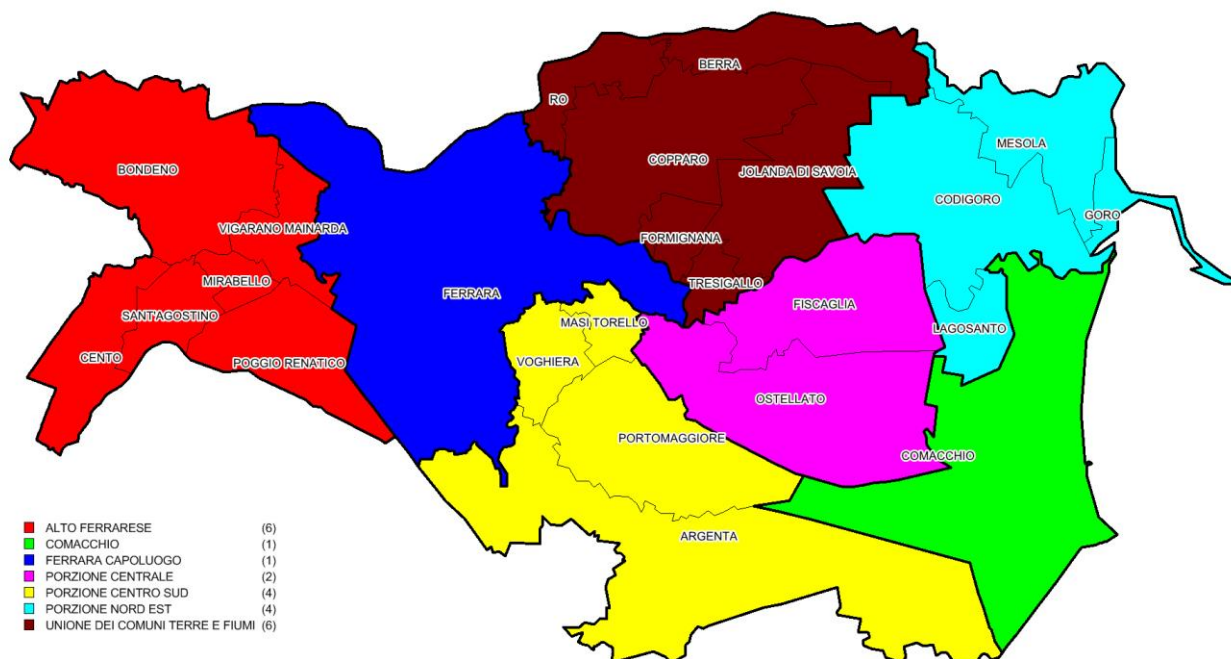 BERRA
RO
MESOLA
COPPARO
BONDENO
JOLANDA DI SAVOIA
CODIGORO
GORO
VIGARANO MAINARDA
FORMIGNANA
MIRABELLO
TRESIGALLO
FERRARA
FISCAGLIA
SANT'AGOSTINO
MASI TORELLO
LAGOSANTO
CENTO
POGGIO RENATICO
VOGHIERA
OSTELLATO
PORTOMAGGIORE
COMACCHIO
ARGENTA
ALTO FERRARESE (6)
COMACCHIO (1)
FERRARA CAPOLUOGO (1)
PORZIONE CENTRALE (2)
PORZIONE CENTRO SUD (4)
PORZIONE NORD EST (4)
UNIONE DEI COMUNI TERRE E FIUMI (6)